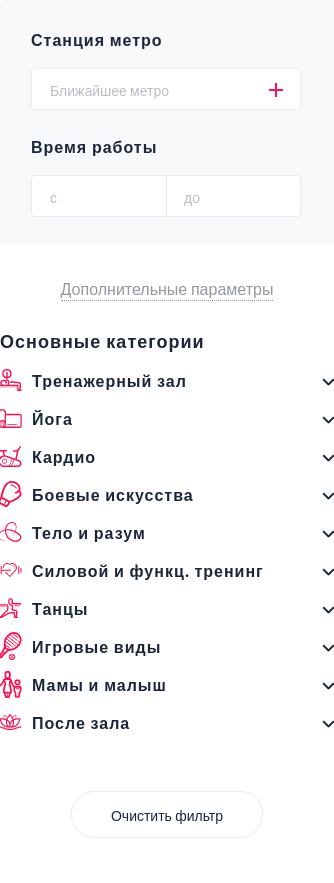 Станция метро
Ближайшее метро
Время работы
с
до
Дополнительные параметры
Основные категории
Тренажерный зал
Йога
Кардио
Боевые искусства
Тело и разум
Силовой и функц. тренинг
Танцы
Игровые виды
Мамы и малыш
После зала
Очистить фильтр